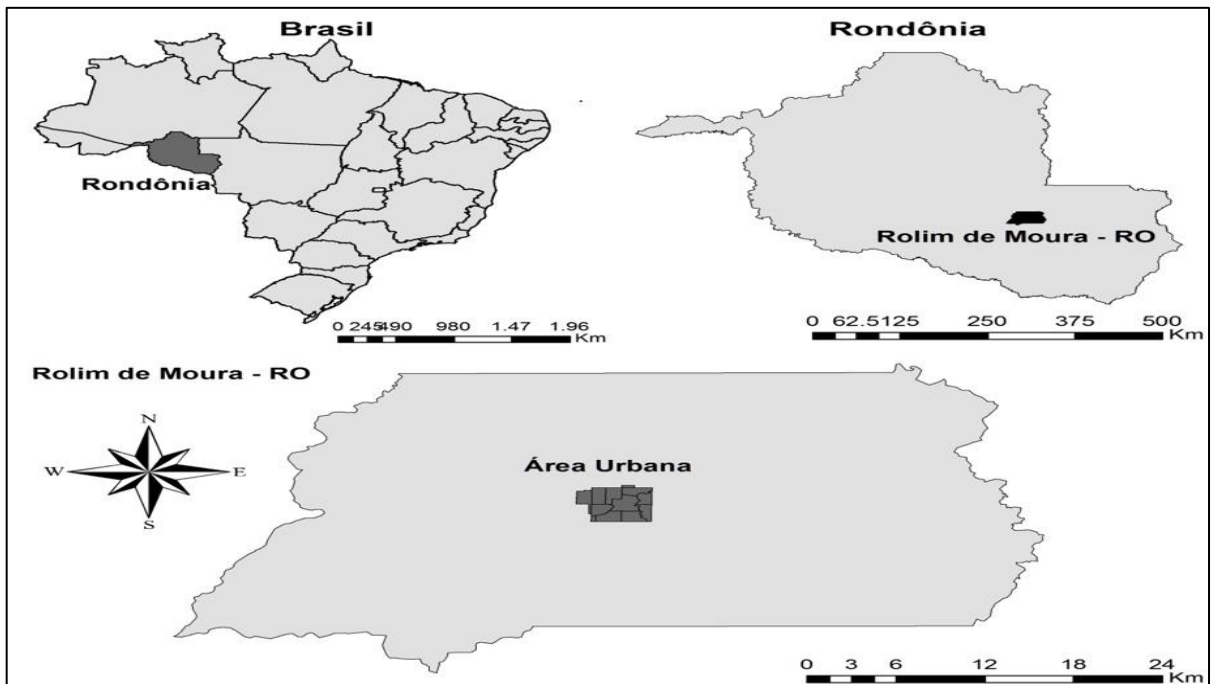 Brasil
Rondônia
0 245490 980 1.47 1.96
Km
Rondônia
Rolim de Moura - RO
0 62.5125 250 375 500
Km
Rolim de Moura - RO
N
W E
S
Área Urbana
0 3 6 12 18 24
Km